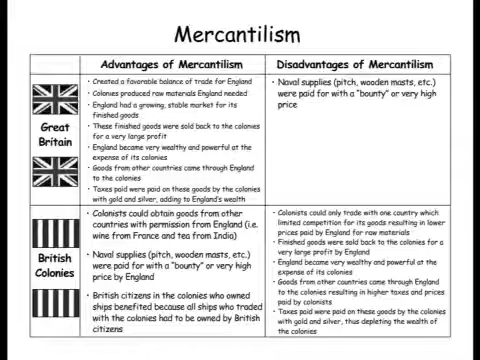 Mercantilism
Advantages of Mercantilism
Disadvantages of Mercantilism
Great
Britain
• Created a favorable balance of trade for England
• Colonies produced raw materials England needed
• England had a growing, stable market for its
finished goods
• These finished goods were sold back to the colonies
for a very large profit
• England became very wealthy and powerful at the
expense of its colonies
• Goods from other countries came through England
to the colonies
• Taxes paid were paid on these goods by the colonies
with gold and silver, adding to England's wealth
• Naval supplies (pitch, wooden masts, etc.)
were paid for with a "bounty" or very high
price
British
Colonies
• Colonists could obtain goods from other
countries with permission from England (i.e.
wine from France and tea from India)
• Naval supplies (pitch, wooden masts, etc.)
were paid for with a "bounty" or very high
price by England
• British citizens in the colonies who owned
ships benefited because all ships who traded
with the colonies had to be owned by British
citizens
• Colonists could only trade with one country which
limited competition for its goods resulting in lower
prices paid by England for raw materials
• Finished goods were sold back to the colonies for a
very large profit by England
• England became very wealthy and powerful at the
expense of its colonies
• Goods from other countries came through England
to the colonies resulting in higher taxes and prices
paid by colonists
• Taxes paid were paid on these goods by the colonies
with gold and silver, thus depleting the wealth of
the colonies